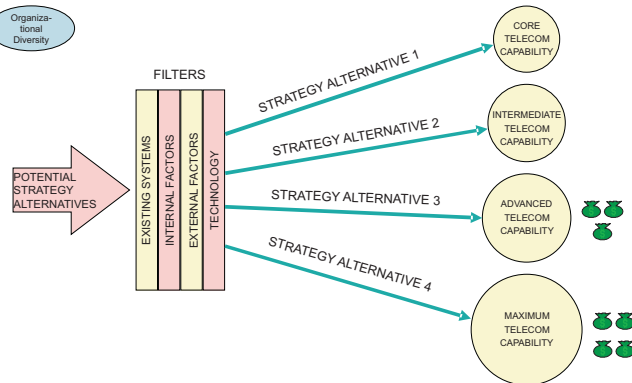 Organiza-
tional
Diversity
FILTERS
POTENTIAL
STRATEGY
ALTERNATIVES
EXISTING SYSTEMS
INTERNAL FACTORS
EXTERNAL FACTORS
TECHNOLOGY
STRATEGY ALTERNATIVE 1
STRATEGY ALTERNATIVE 2
STRATEGY ALTERNATIVE 3
STRATEGY ALTERNATIVE 4
CORE
TELECOM
CAPABILITY
INTERMEDIATE
TELECOM
CAPABILITY
ADVANCED
TELECOM
CAPABILITY
MAXIMUM
TELECOM
CAPABILITY